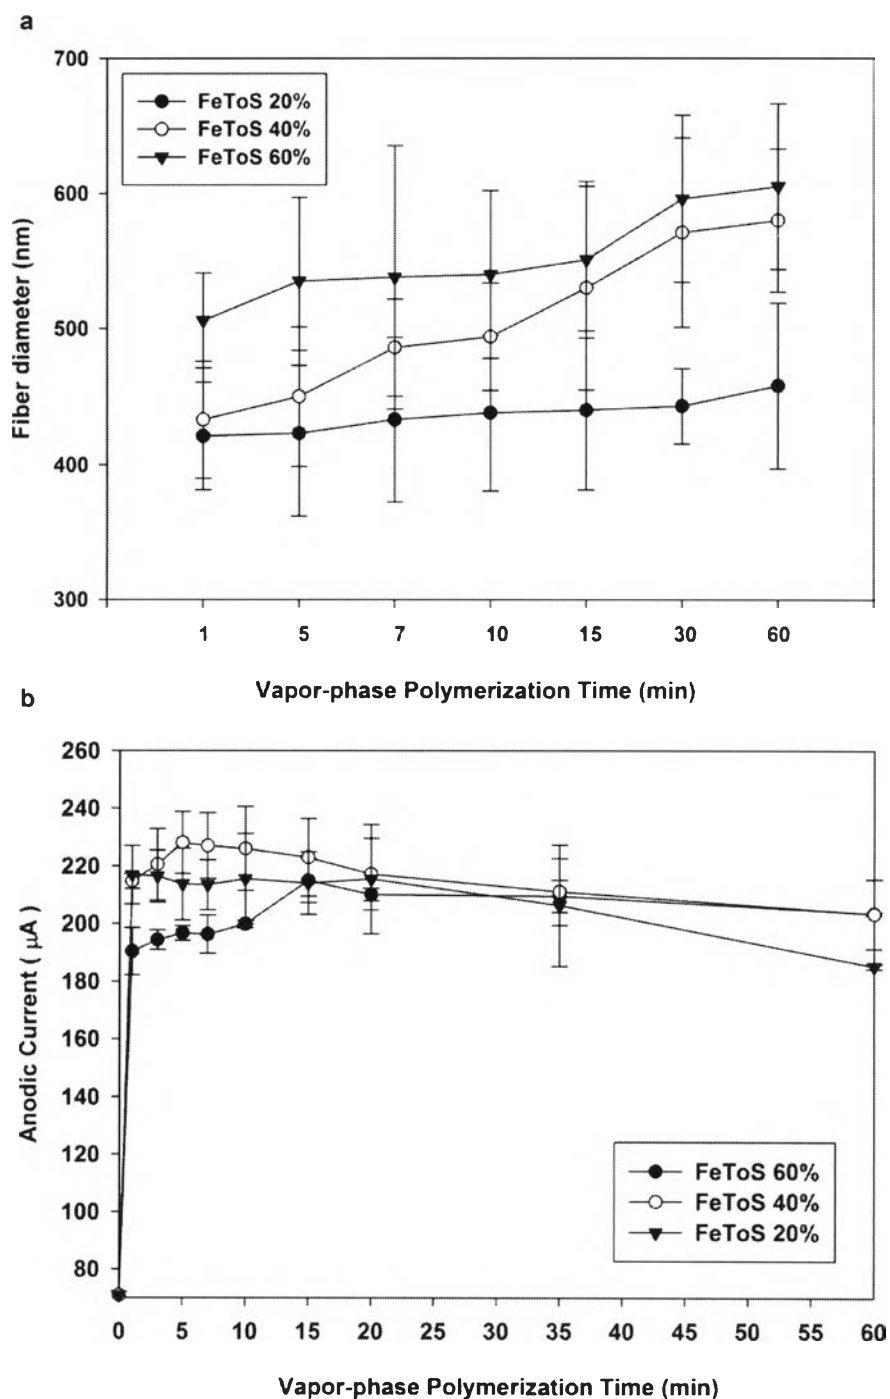 a
700
600
500
400
300
Fiber diameter (nm)
FeToS 20%
FeToS 40%
FeToS 60%
1 5 7 10 15 30 60
Vapor-phase Polymerization Time (min)
b
260
240
220
200
180
160
140
120
100
80
Anodic Current ( μA)
FeToS 60%
FeToS 40%
FeToS 20%
0 5 10 15 20 25 30 35 40 45 50 55 60
Vapor-phase Polymerization Time (min)